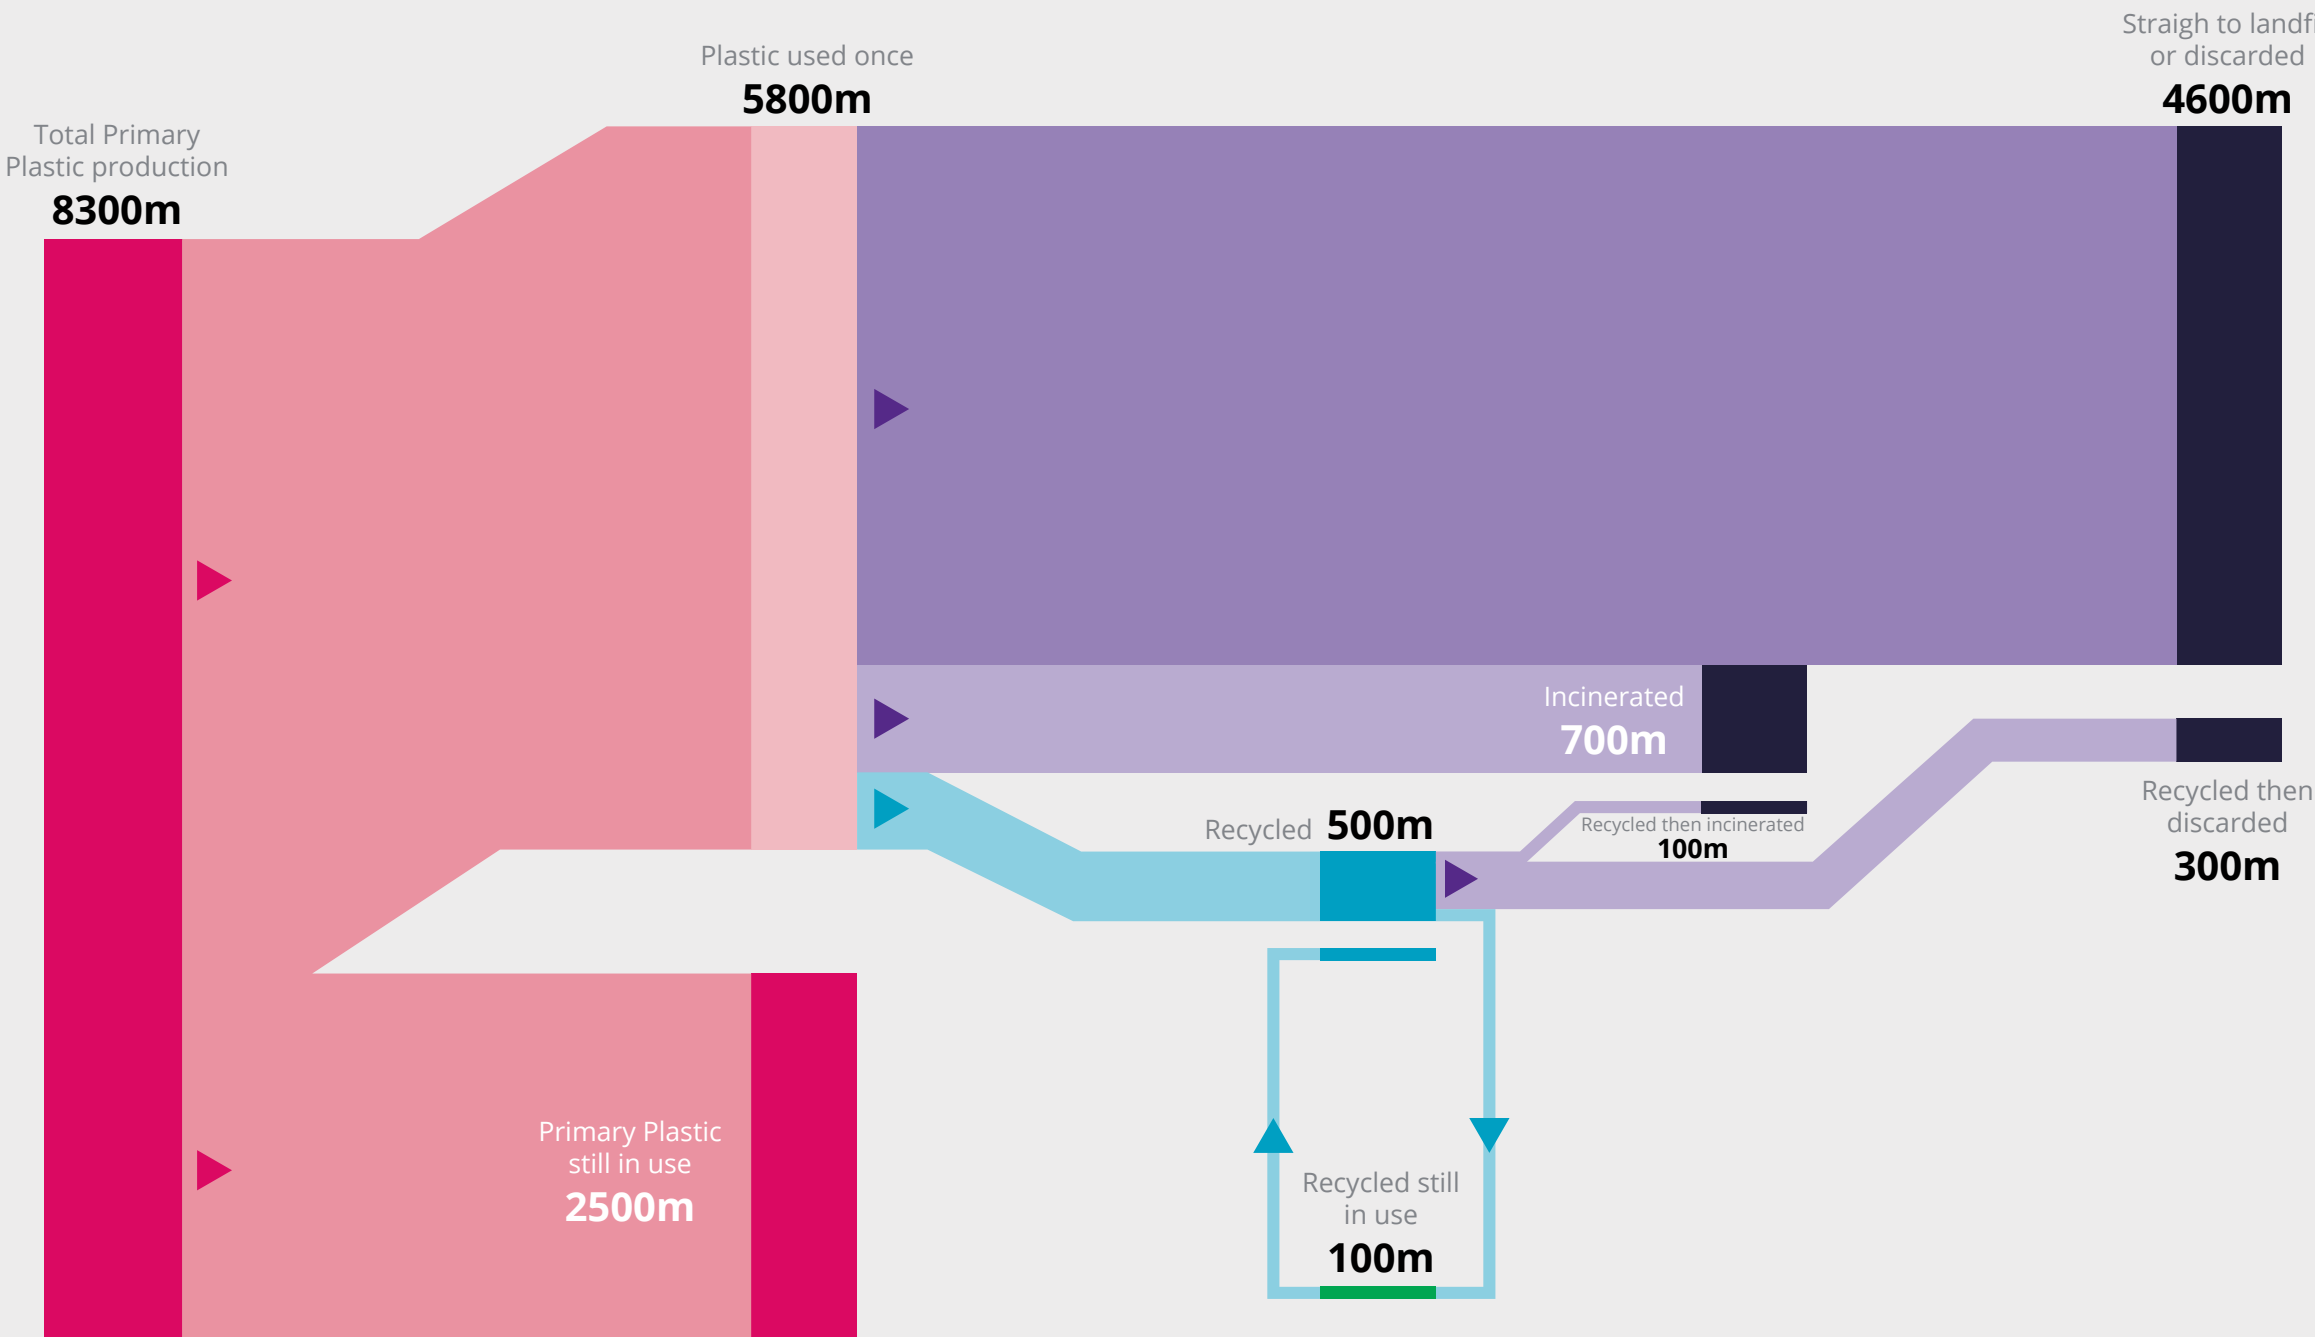 Total Primary
Plastic production
8300m
Plastic used once
5800m
Straigh to
or discarded
4600m
Incinerated
700m
Recycled 500m
Recycled then incinerated
100m
Recycled then
discarded
300m
Primary Plastic
still in use
2500m
Recycled still
in use
100m